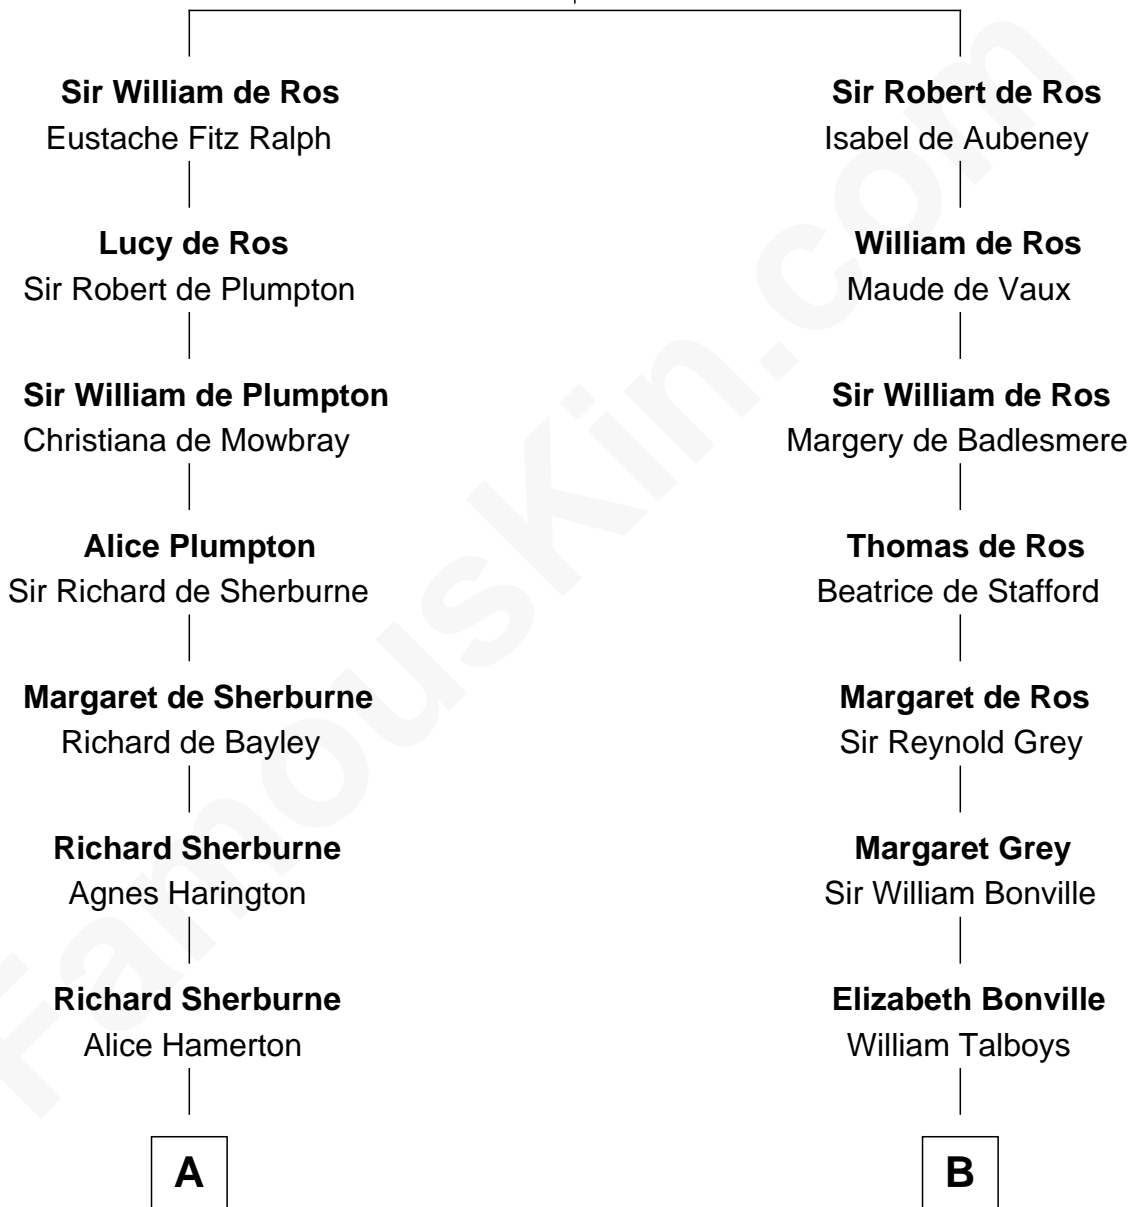 Sir William de Ros
Eustache Fitz Ralph
Lucy de Ros
Sir Robert de Plumpton
Sir William de Plumpton
Christiana de Mowbray
Alice Plumpton
Sir Richard de Sherburne
Margaret de Sherburne
Richard de Bayley
Richard Sherburne
Agnes Harington
Richard Sherburne
Alice Hamerton
A
Sir Robert de Ros
Isabel de Aubeney
William de Ros
Maude de Vaux
Sir William de Ros
Margery de Badlesmere
Thomas de Ros
Beatrice de Stafford
Margaret de Ros
Sir Reynold Grey
Margaret Grey
Sir William Bonville
Elizabeth Bonville
William Talboys
B
FamousKin.com